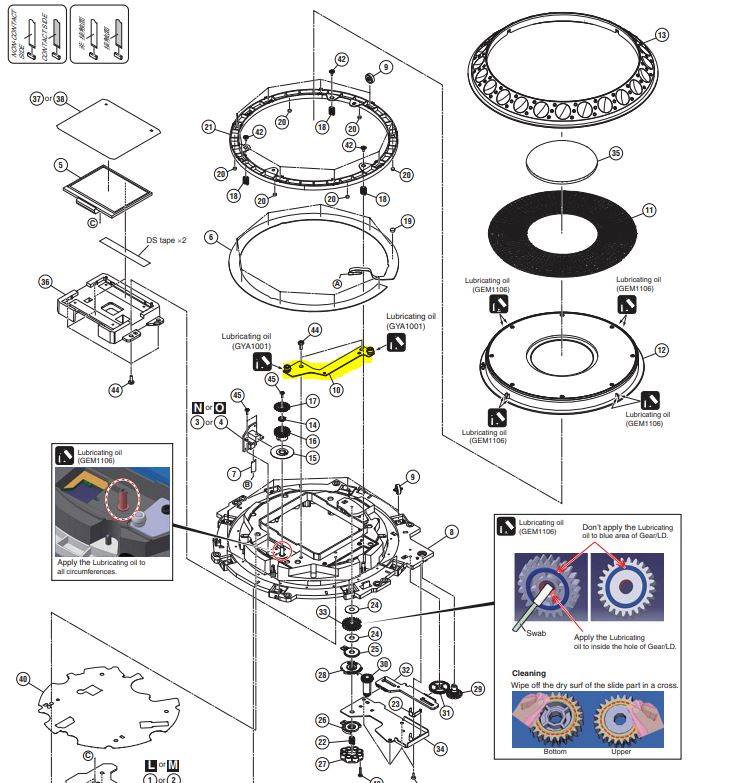 NON-CONTACT
SIDE
CONTACT SIDE
非 接触面
接触面
13
42
9
37 or 38
21
20
18
20
42
42
35
5
20
20
18
20
20
18
11
C
6
19
DS tape ×2
A
Lubricating oil
(GEM1106)
Lubricating oil
(GEM1106)
36
Lubricating oil
(GYA1001)
44
Lubricating oil
(GYA1001)
12
10
45
44
45
17
N or O
3 or 4
14
16
15
Lubricating oil
(GEM1106)
Lubricating oil
(GEM1106)
7
B
9
Lubricating oil
(GEM1106)
Apply the Lubricating oil to
all circumferences.
8
Lubricating oil
(GEM1106)
Don't apply the Lubricating
oil to blue area of Gear/LD.
Swab
Apply the Lubricating
oil to inside the hole of Gear/LD.
Cleaning
Wipe off the dry surf of the slide part in a cross.
Bottom
Upper
24
33
24
25
30
32
28
29
23
31
40
26
22
34
27
C
L or M
1 or 2